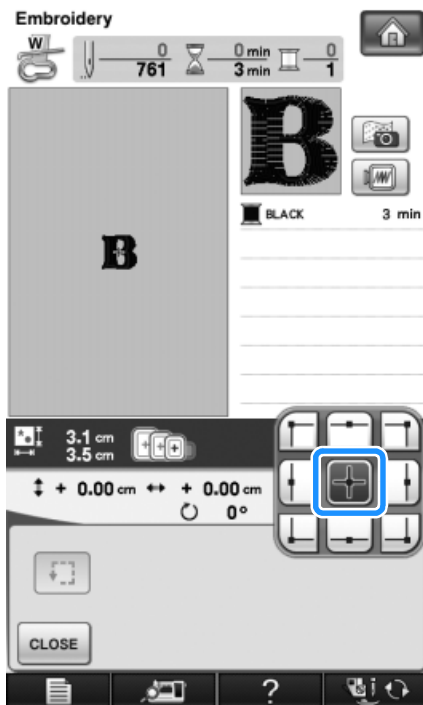 Embroidery
W
0 0 min 0
761 3 min 1
B
BLACK 3 min
B
3.1 cm
3.5 cm
+ 0.00 cm + 0.00 cm
0°
CLOSE
? i